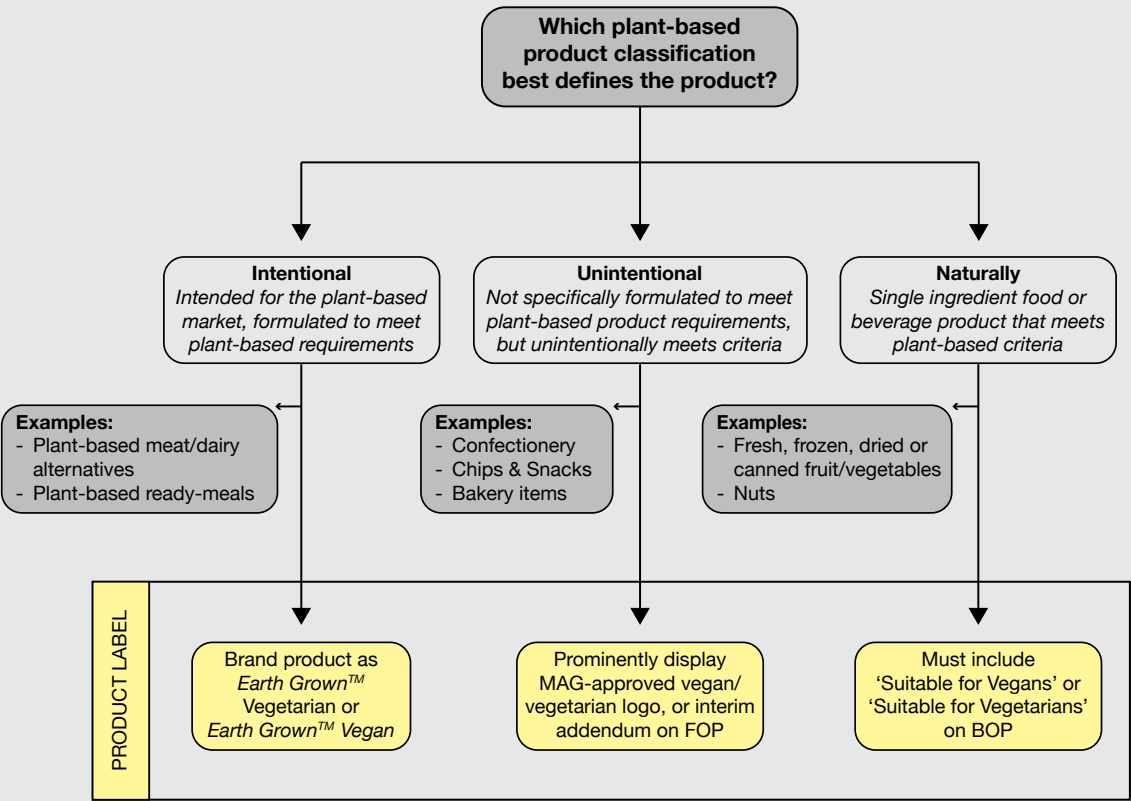 Which plant-based
product classification
best defines the product?
Intentional
Intended for the plant-based
market, formulated to meet
plant-based requirements
Unintentional
Not specifically formulated to meet
plant-based product requirements,
but unintentionally meets criteria
Naturally
Single ingredient food or
beverage product that meets
plant-based criteria
Examples:
- Plant-based meat/dairy
alternatives
- Plant-based ready-meals
Examples:
- Confectionery
- Chips & Snacks
- Bakery items
Examples:
- Fresh, frozen, dried or
canned fruit/vegetables
- Nuts
PRODUCT LABEL
Brand product as
Earth Grown™
Vegetarian or
Earth Grown™ Vegan
Prominently display
MAG-approved vegan/
vegetarian logo, or interim
addendum on FOP
Must include
‘Suitable for Vegans’ or
‘Suitable for Vegetarians’
on BOP